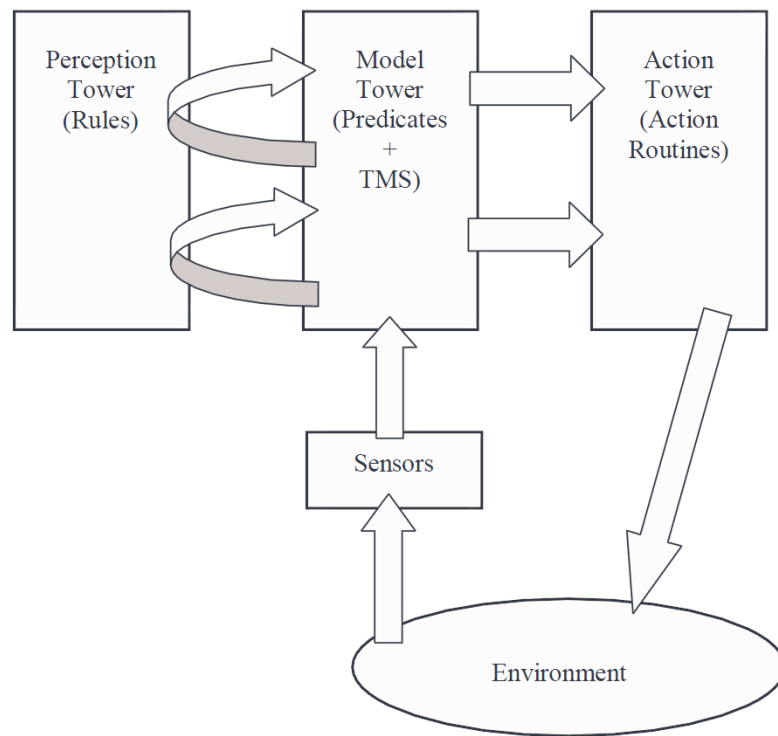 Perception
Tower
(Rules)
Model
Tower
(Predicates
+
TMS)
Action
Tower
(Action
Routines)
Sensors
Environment